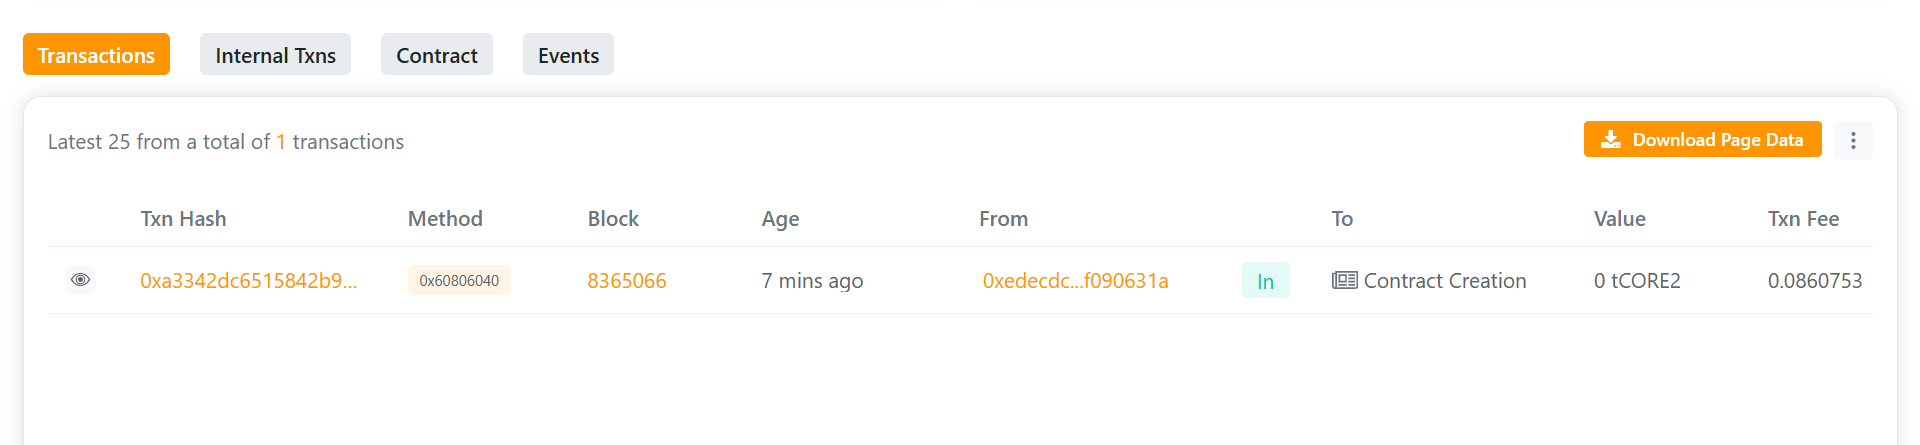 Transactions Internal Txns Contract Events
Latest 25 from a total of 1 transactions Download Page Data
Txn Hash Method Block Age From To Value Txn Fee
0xa3342dc6515842b9... 0x60806040 8365066 7 mins ago 0xedecdc...f090631a In Contract Creation 0 tCORE2 0.0860753